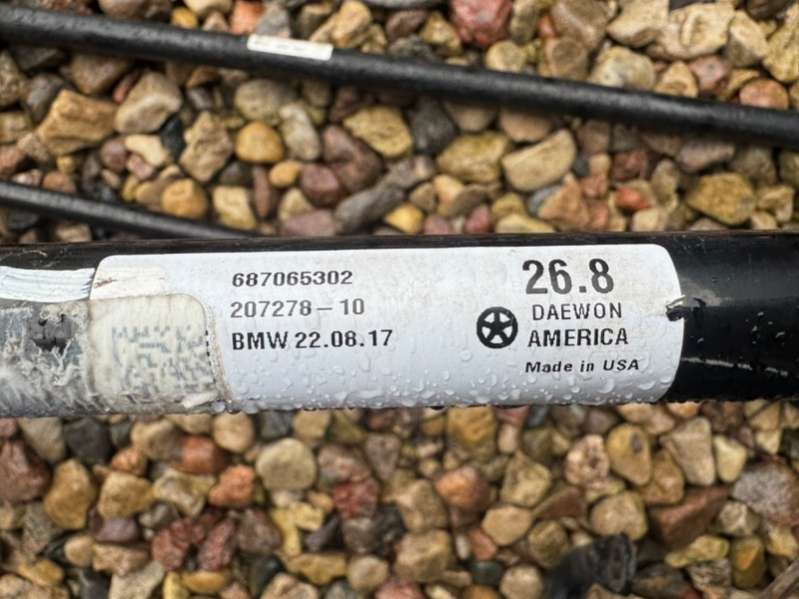 687065302
207278-10
BMW 22.08.17
26.8
DAEWON
AMERICA
Made in USA